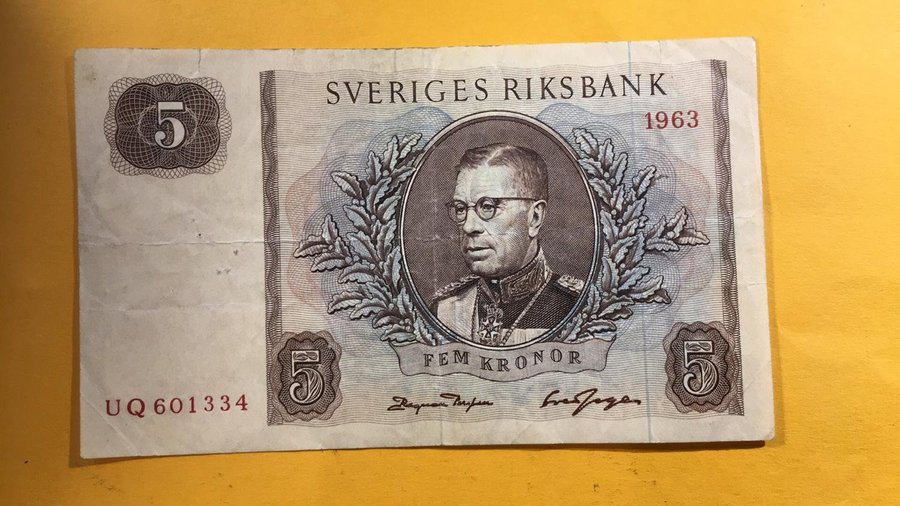 5
SVERIGES RIKSBANK
1963
FEM KRONOR
5
5
UQ 601334